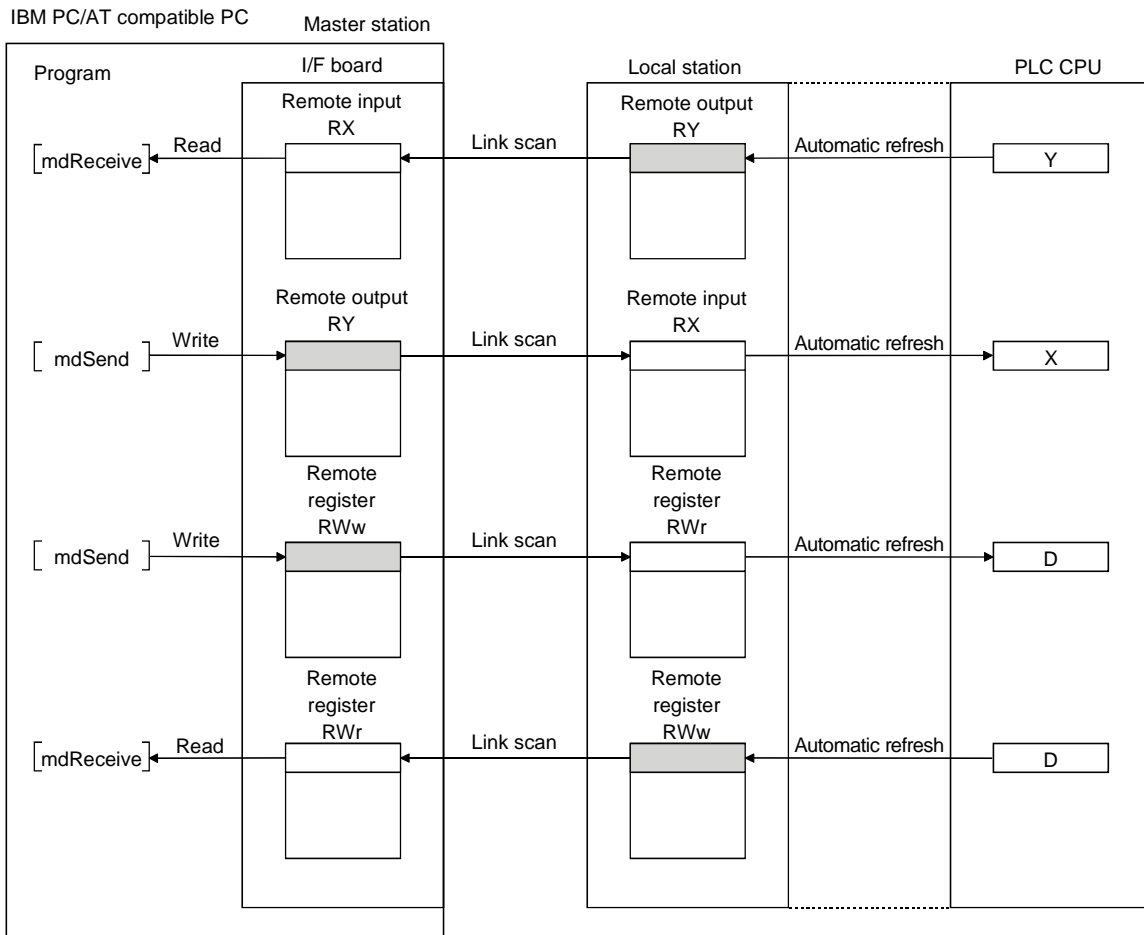 IBM PC/AT compatible PC
Master station
Program
I/F board
Local station
PLC CPU
Remote input
RX
Remote output
RY
[mdReceive]
Read
Link scan
Automatic refresh
Y
Remote output
RY
Remote input
RX
[ mdSend ]
Write
Link scan
Automatic refresh
X
Remote
register
RWw
Remote
register
RWr
[ mdSend ]
Write
Link scan
Automatic refresh
D
Remote
register
RWr
Remote
register
RWw
[mdReceive]
Read
Link scan
Automatic refresh
D